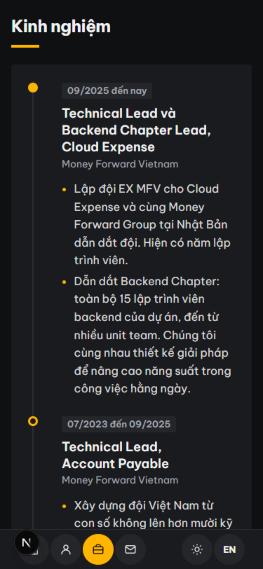 Kinh nghiệm
09/2025 đến nay
Technical Lead và
Backend Chapter Lead,
Cloud Expense
Money Forward Vietnam
Lập đội EX MFV cho Cloud
Expense và cùng Money
Forward Group tại Nhật Bản
dẫn dắt đội. Hiện có năm lập
trình viên.
Dẫn dắt Backend Chapter:
toàn bộ 15 lập trình viên
backend của dự án, đến từ
nhiều unit team. Chúng tôi
cùng nhau thiết kế giải pháp
để nâng cao năng suất trong
công việc hằng ngày.
07/2023 đến 09/2025
Technical Lead,
Account Payable
Money Forward Vietnam
Xây dựng đội Việt Nam từ
con số không lên hơn mười kỹ
N
EN